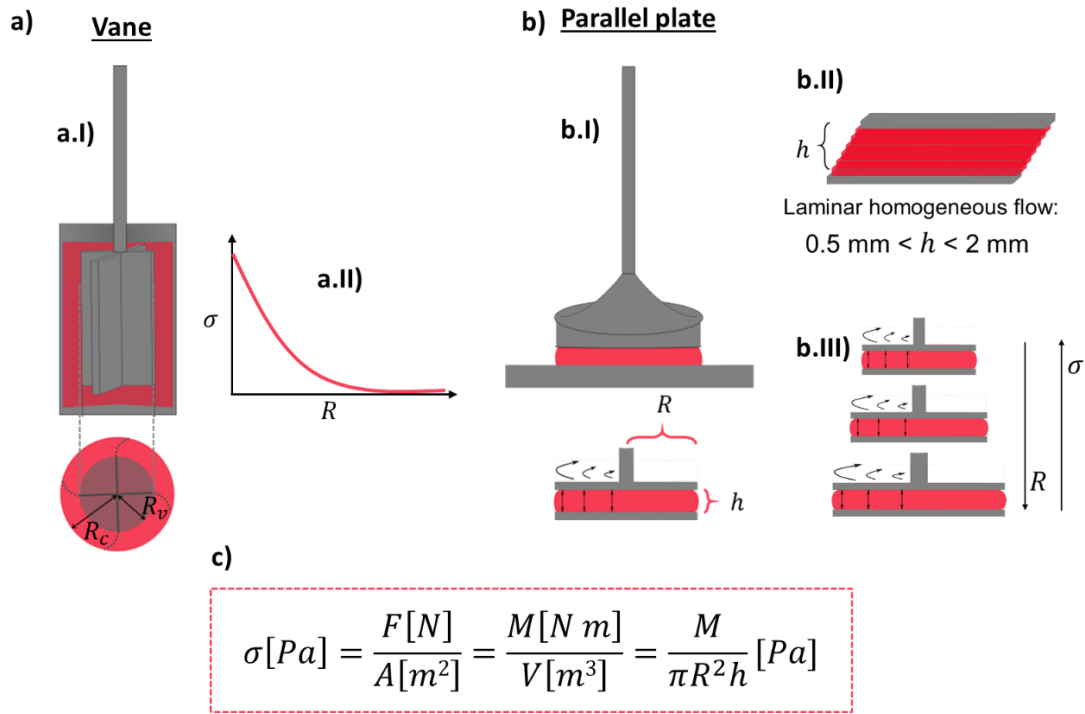 a)
Vane
a.I)
a.II)
σ
R
R_v
R_c
b)
Parallel plate
b.I)
b.II)
h
Laminar homogeneous flow:
0.5 mm < h < 2 mm
R
h
b.III)
σ
R
c)
σ[Pa] = F[N]/A[m²] = M[N m]/V[m³] = M/πR²h [Pa]